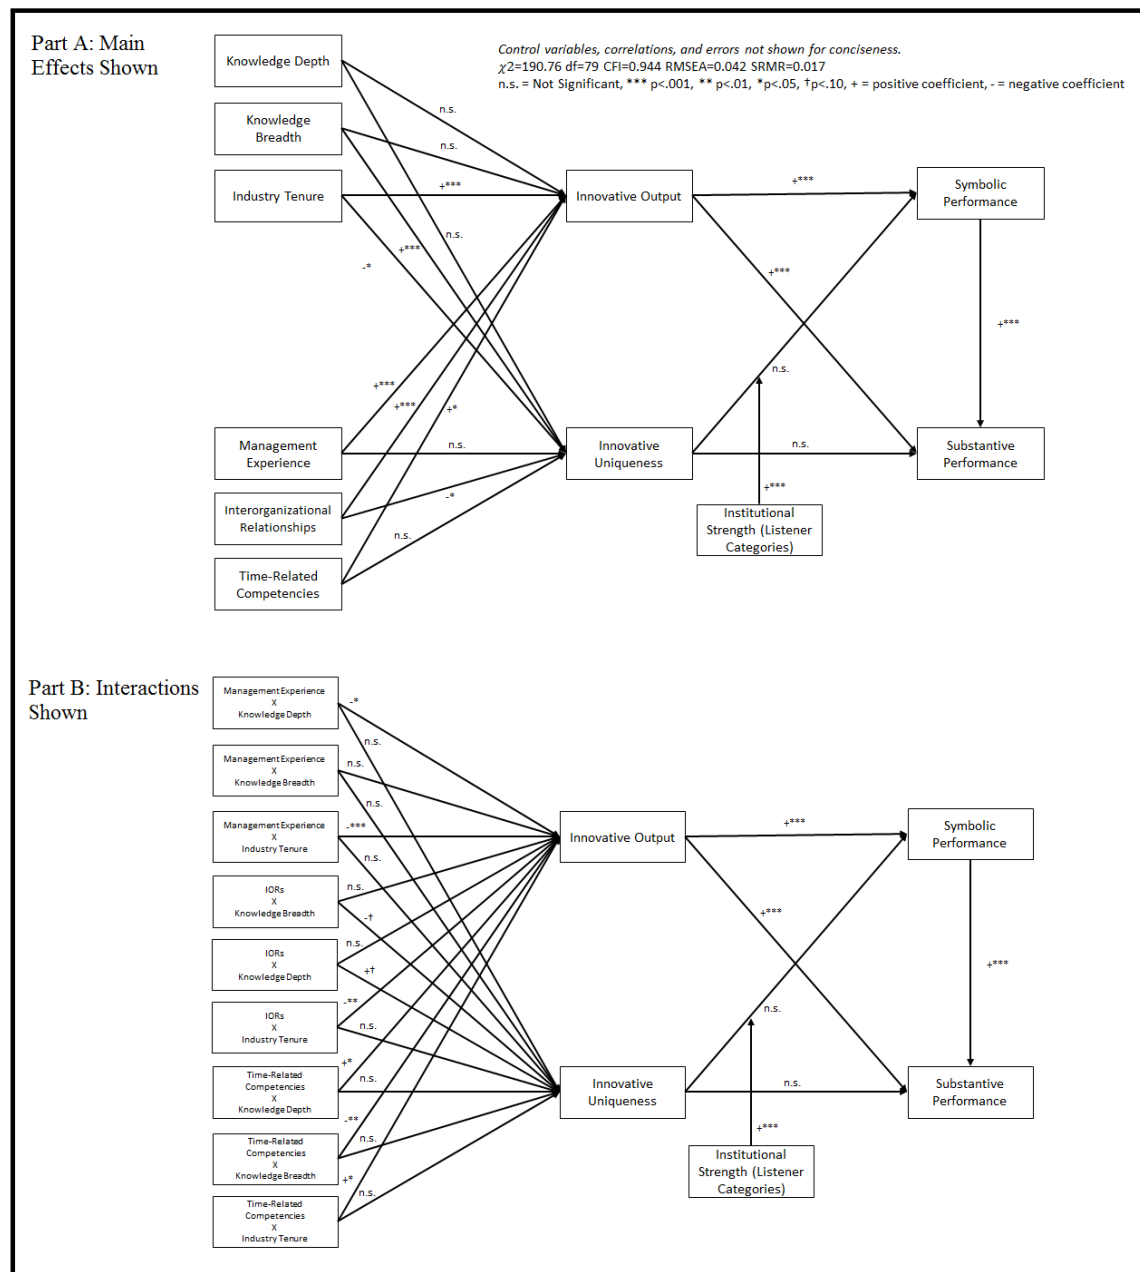 Part A: Main
Effects Shown
Control variables, correlations, and errors not shown for conciseness.
χ2=190.76 df=79 CFI=0.944 RMSEA=0.042 SRMR=0.017
n.s. = Not Significant, *** p<.001, ** p<.01, *p<.05, †p<.10, + = positive coefficient, - = negative coefficient
Knowledge Depth
Knowledge
Breadth
Industry Tenure
Management
Experience
Interorganizational
Relationships
Time-Related
Competencies
n.s.
n.s.
+***
n.s.
+***
-*
+***
+***
+*
n.s.
-*
n.s.
Innovative Output
Innovative
Uniqueness
+***
+***
n.s.
n.s.
+***
Institutional
Strength (Listener
Categories)
Symbolic
Performance
+***
Substantive
Performance
Part B: Interactions
Shown
Management Experience
X
Knowledge Depth
Management Experience
X
Knowledge Breadth
Management Experience
X
Industry Tenure
IORs
X
Knowledge Breadth
IORs
X
Knowledge Depth
IORs
X
Industry Tenure
Time-Related
Competencies
X
Knowledge Depth
Time-Related
Competencies
X
Knowledge Breadth
Time-Related
Competencies
X
Industry Tenure
-*
n.s.
n.s.
n.s.
-***
n.s.
n.s.
-†
n.s.
+†
-**
n.s.
+*
n.s.
-**
n.s.
+*
n.s.
Innovative Output
Innovative
Uniqueness
+***
+***
n.s.
n.s.
+***
Institutional
Strength (Listener
Categories)
Symbolic
Performance
+***
Substantive
Performance